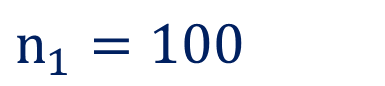 n₁ = 100